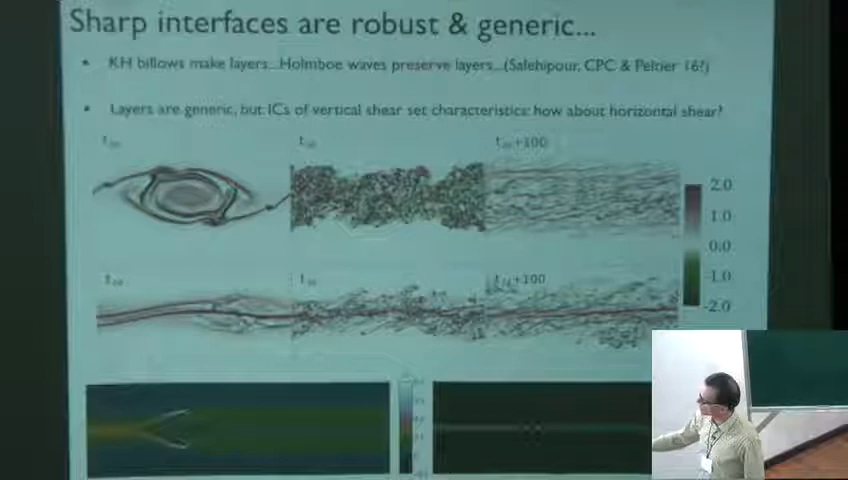 Sharp interfaces are robust & generic...
• KH billows make layers...Holmboe waves preserve layers...(Salehipour, CPC & Peltier 16?)
• Layers are generic, but ICs of vertical shear set characteristics: how about horizontal shear?
+100
2.0
1.0
0.0
-1.0
+100
-2.0